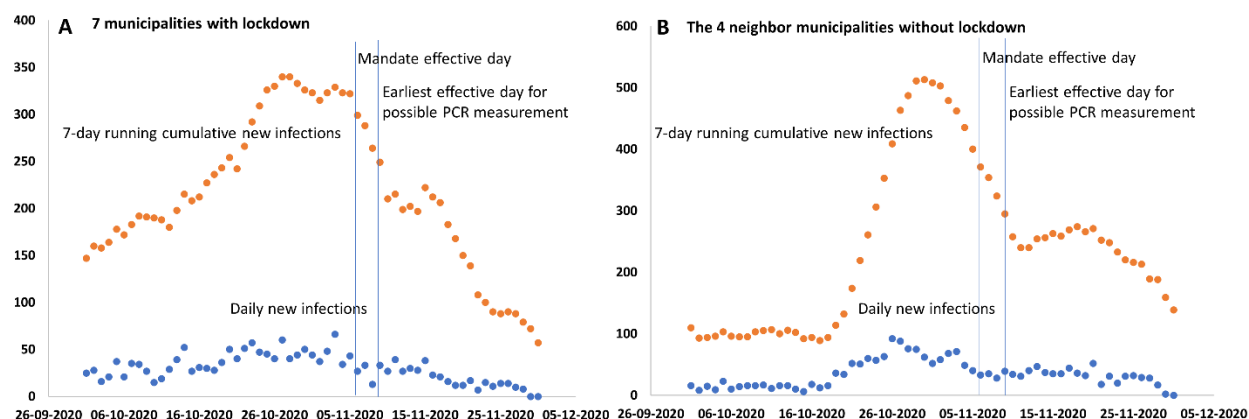 A 7 municipalities with lockdown
400
350
300
250
200
150
100
50
0
Mandate effective day
Earliest effective day for
possible PCR measurement
7-day running cumulative new infections
Daily new infections
26-09-2020 06-10-2020 16-10-2020 26-10-2020 05-11-2020 15-11-2020 25-11-2020 05-12-2020
B The 4 neighbor municipalities without lockdown
600
500
400
300
200
100
0
Mandate effective day
Earliest effective day for
possible PCR measurement
7-day running cumulative new infections
Daily new infections
26-09-2020 06-10-2020 16-10-2020 26-10-2020 05-11-2020 15-11-2020 25-11-2020 05-12-2020